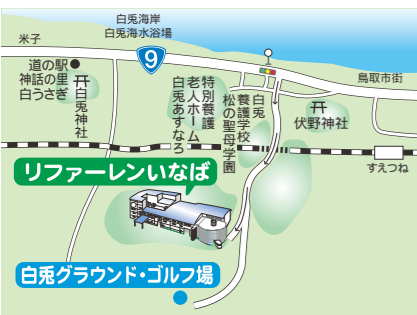 白兎海岸
白兎海水浴場
米子
9
道の駅
神話の里
白うさぎ
白兎神社
特別養護
老人ホーム
白兎あすなろ
白兎
養護学校
松の聖母学園
鳥取市街
伏野神社
すえつね
リファーレンいなば
白兎グラウンド・ゴルフ場